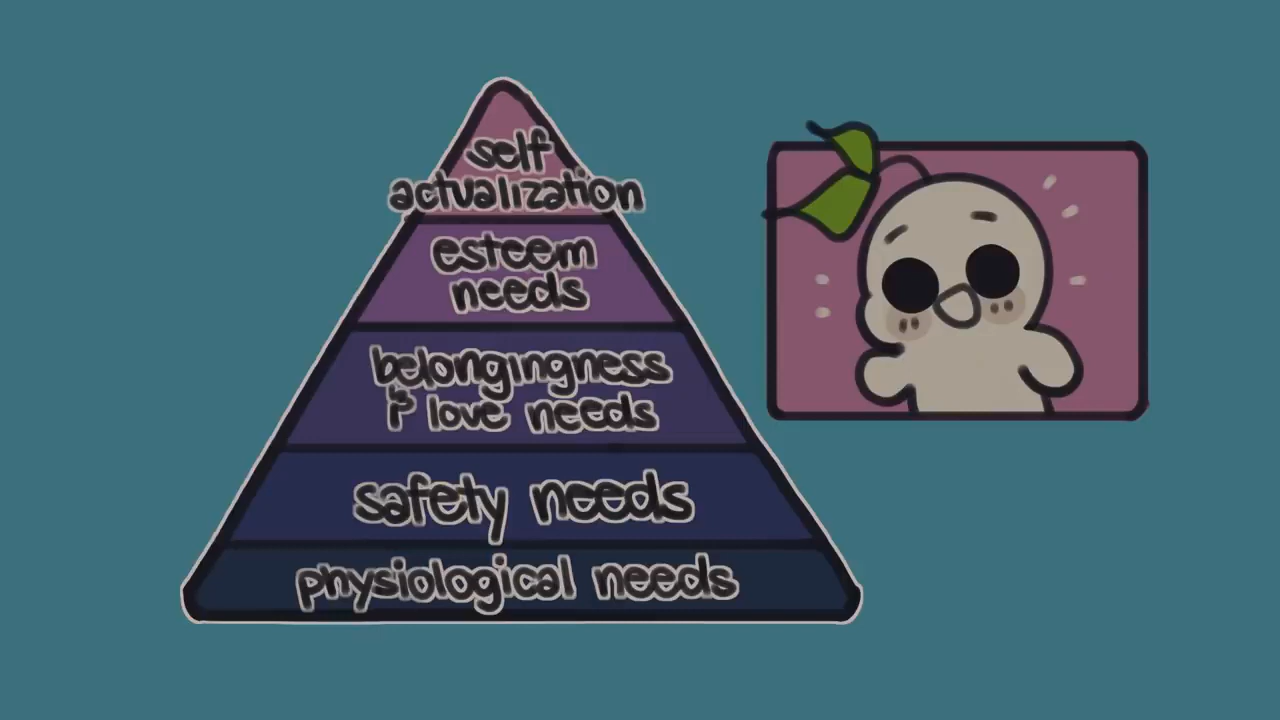 self
actualization
esteem
needs
belongingness
& love needs
safety needs
physiological needs